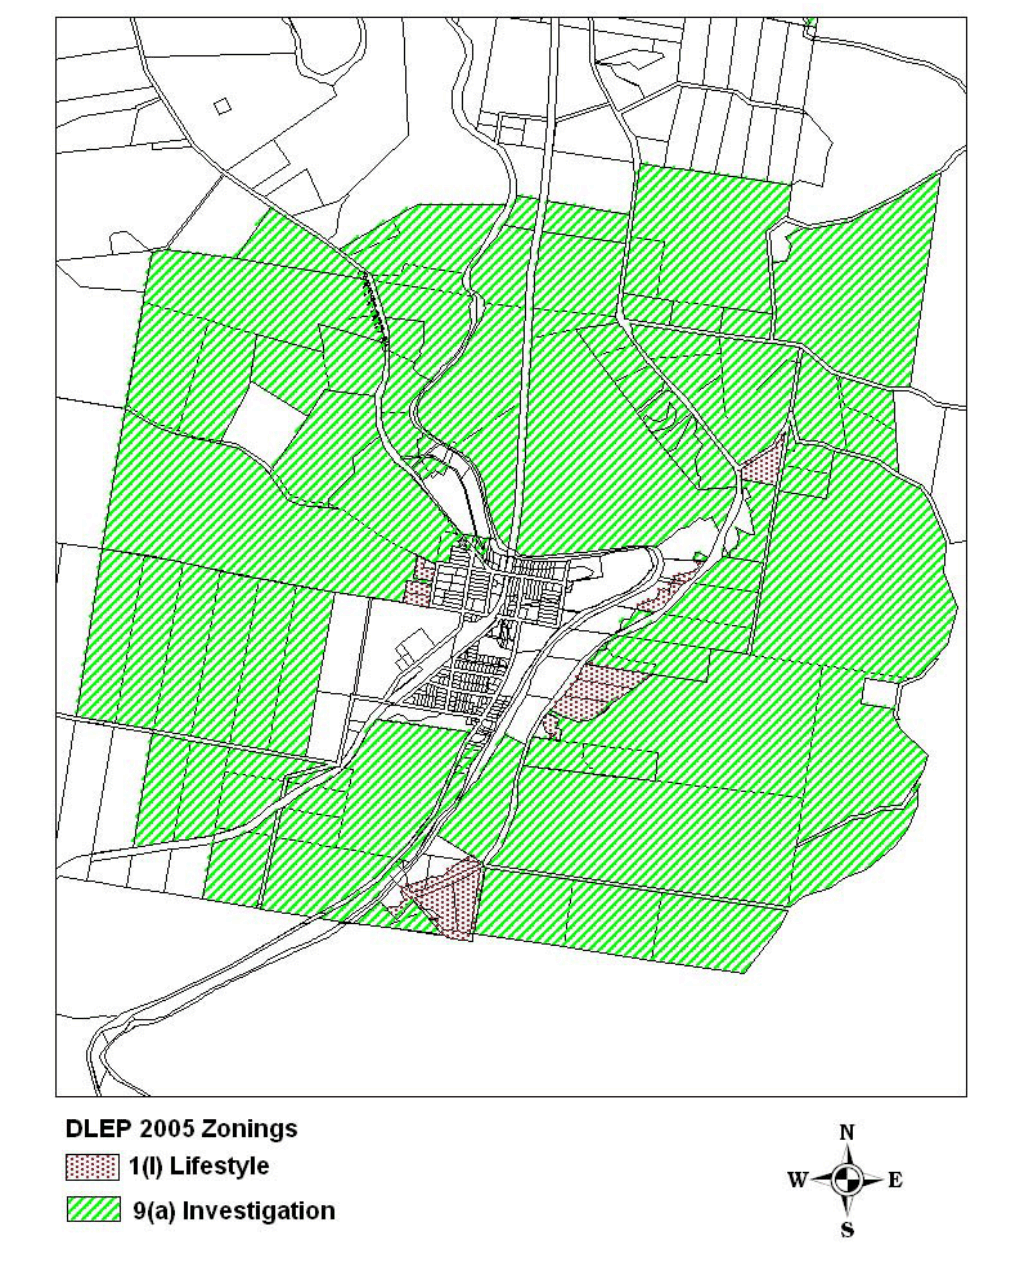 DLEP 2005 Zonings
1(l) Lifestyle
9(a) Investigation
N
W E
S